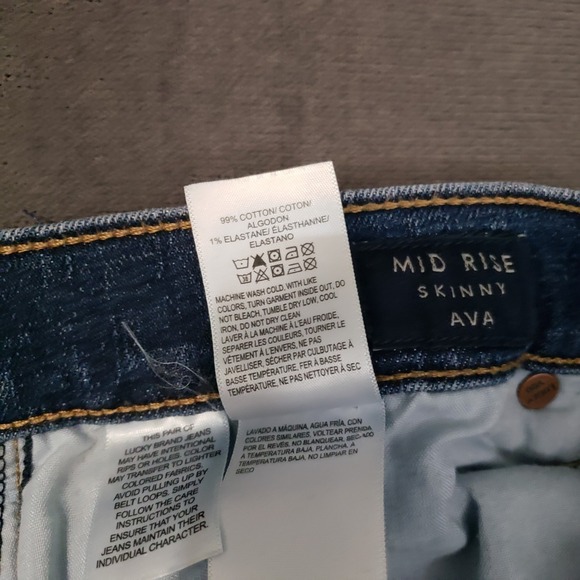 99% COTTON/ COTON/
ALGODON
1% ELASTANE/ ÉLASTHANNE/
ELASTANO
MACHINE WASH COLD, WITH LIKE
COLORS, TURN GARMENT INSIDE OUT, DO
NOT BLEACH, TUMBLE DRY LOW, COOL
IRON, DO NOT DRY CLEAN
LAVER À LA MACHINE À L'EAU FROIDE,
SÉPARER LES COULEURS, TOURNER LE
VÊTEMENT À L'ENVERS, NE PAS
JAVELLISER, SÉCHER PAR CULBUTAGE À
BASSE TEMPÉRATURE, FER À BASSE
TEMPÉRATURE, NE PAS NETTOYER À SEC
LAVADO A MÁQUINA, AGUA FRÍA, CON
COLORES SIMILARES. VOLTEAR PRENDA
POR EL REVÉS, NO BLANQUEAR, SECADO
A TEMPERATURA BAJA, PLANCHA A
TEMPERATURA BAJA, NO LIMPIAR EN
SECO
MID RISE
SKINNY
AVA
THIS PAIR OF
LUCKY BRAND JEANS
MAY HAVE INTENTIONAL
RIPS OR HOLES. COLOR
MAY TRANSFER TO LIGHTER
COLORED FABRICS.
AVOID PULLING UP BY
BELT LOOPS. SIMPLY
FOLLOW THE CARE
INSTRUCTIONS TO
ENSURE THAT YOUR
JEANS MAINTAIN THEIR
INDIVIDUAL CHARACTER.